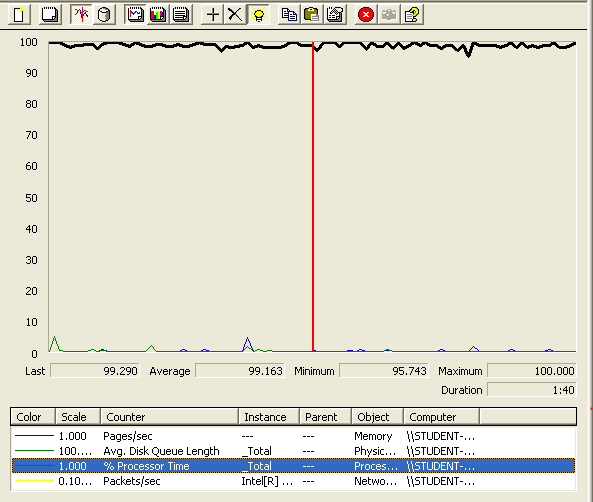 100
90
80
70
60
50
40
30
20
10
0
Last 99.290 Average 99.163 Minimum 95.743 Maximum 100.000
Duration 1:40
Color Scale Counter Instance Parent Object Computer
1.000 Pages/sec --- --- Memory \\STUDENT-...
100.... Avg. Disk Queue Length _Total --- Physic... \\STUDENT-...
1.000 % Processor Time _Total --- Proces... \\STUDENT-...
0.10... Packets/sec Intel[R] ... --- Netwo... \\STUDENT-...